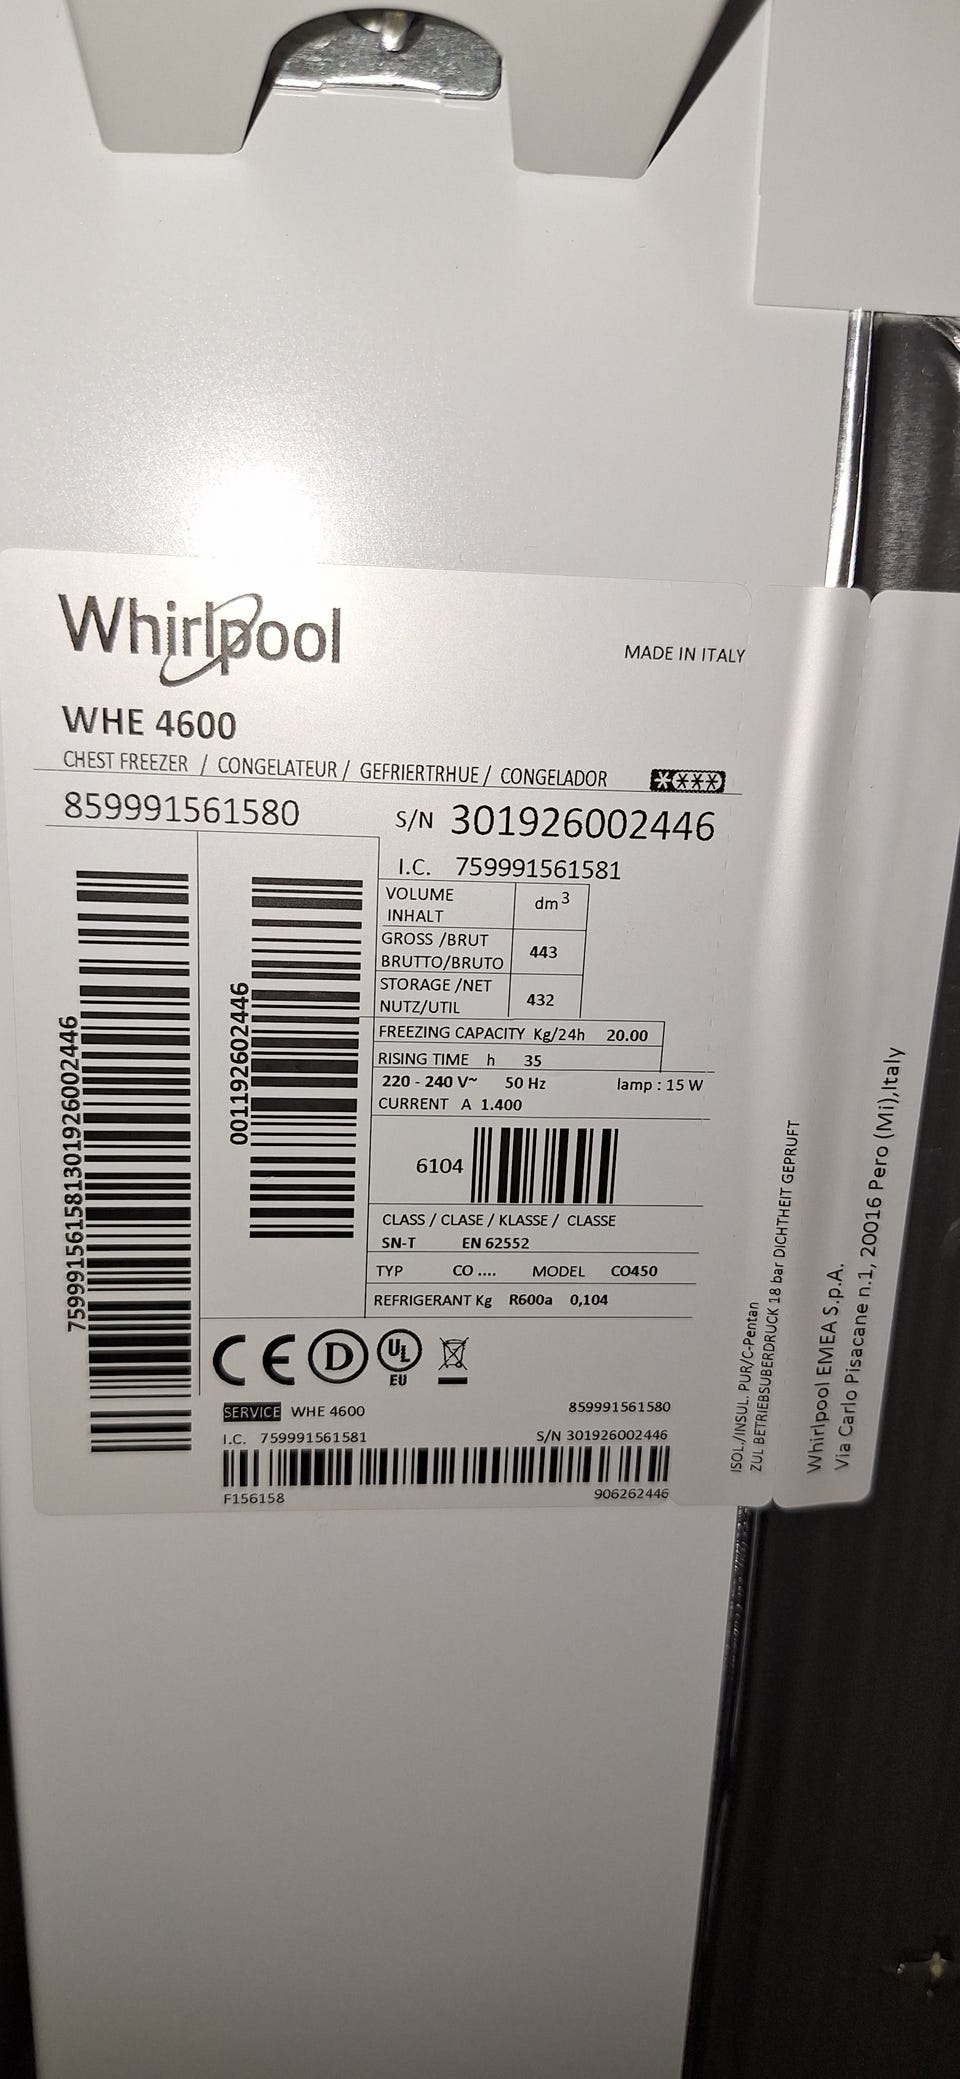 Whirlpool
MADE IN ITALY
WHE 4600
CHEST FREEZER / CONGELATEUR / GEFRIERTRHUE / CONGELADOR
859991561580
S/N 301926002446
I.C. 759991561581
VOLUME
INHALT
dm3
GROSS /BRUT
BRUTTO/BRUTO
443
STORAGE /NET
NUTZ/UTIL
432
FREEZING CAPACITY Kg/24h 20.00
RISING TIME h 35
220 - 240 V~ 50 Hz lamp : 15 W
CURRENT A 1.400
6104
CLASS / CLASE / KLASSE / CLASSE
SN-T EN 62552
TYP CO .... MODEL CO450
REFRIGERANT Kg R600a 0,104
759991561581301926002446
001192602446
CE D UL
EU
SERVICE WHE 4600
859991561580
I.C. 759991561581
S/N 301926002446
F156158
906262446
ISOL./INSUL. PUR/C-Pentan
ZUL BETRIEBSUBERDRUCK 18 bar DICHTHEIT GEPRUFT
Whirlpool EMEA S.p.A.
Via Carlo Pisacane n.1, 20016 Pero (Mi),Italy